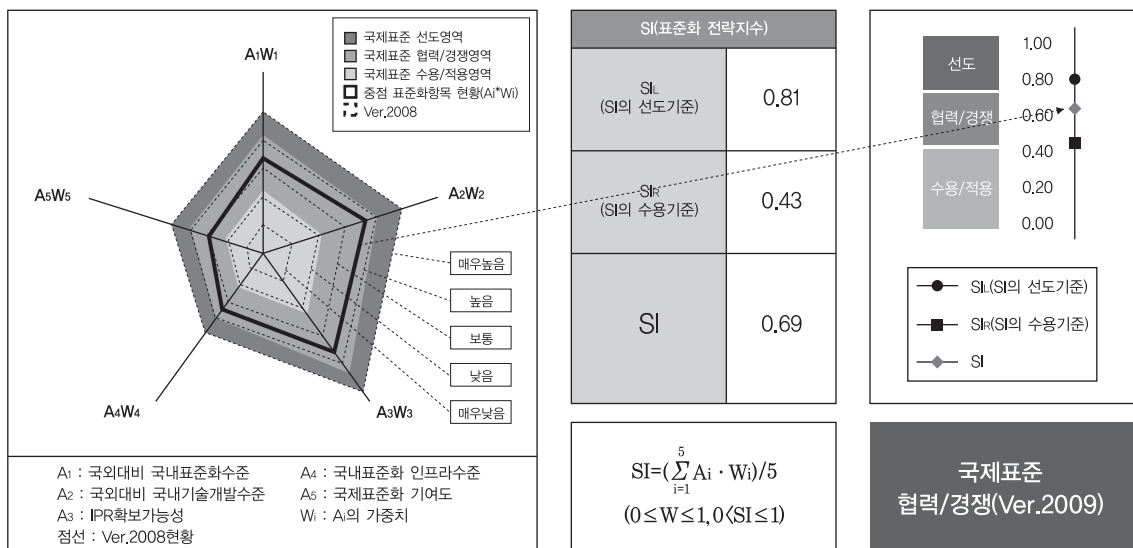 A1W1
국제표준 선도영역
국제표준 협력/경쟁영역
국제표준 수용/적용영역
중점 표준화항목 현황(Ai*Wi)
Ver.2008
A5W5
A2W2
매우높음
높음
보통
낮음
매우낮음
A4W4
A3W3
A1 : 국외대비 국내표준화수준
A2 : 국외대비 국내기술개발수준
A3 : IPR확보가능성
점선 : Ver.2008현황
A4 : 국내표준화 인프라수준
A5 : 국제표준화 기여도
Wi : Ai의 가중치
SI(표준화 전략지수)
SIL
(SI의 선도기준)
0.81
SIR
(SI의 수용기준)
0.43
SI
0.69
SI=(5∑i=1 Ai · Wi)/5
(0≤W≤1, 0<SI≤1)
선도
협력/경쟁
수용/적용
1.00
0.80
0.60
0.40
0.20
0.00
SIL(SI의 선도기준)
SIR(SI의 수용기준)
SI
국제표준
협력/경쟁(Ver.2009)